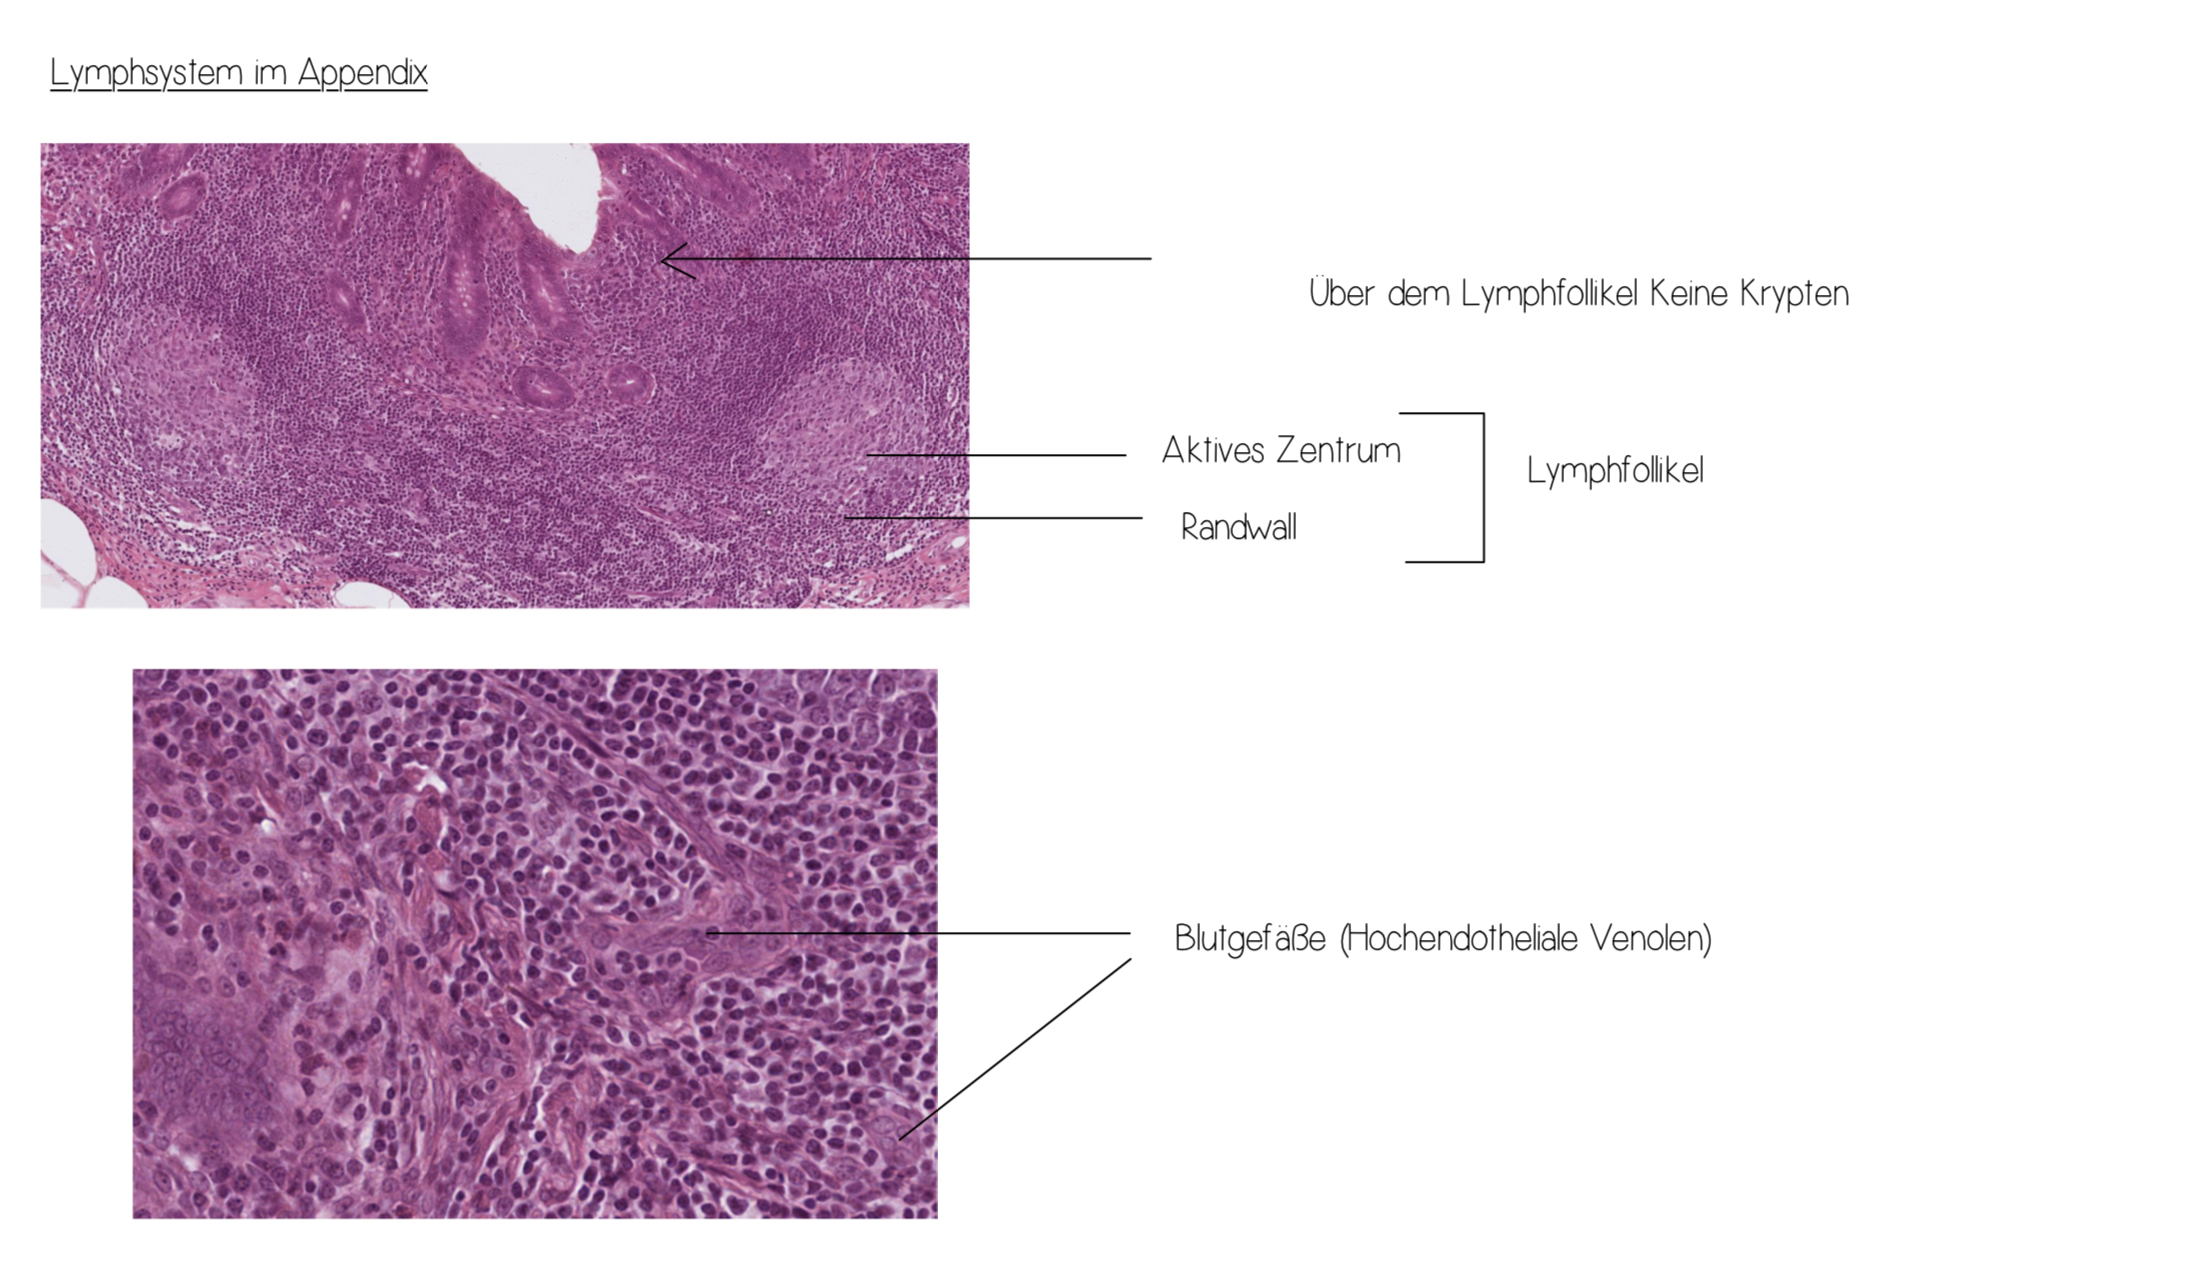 Lymphsystem im Appendix
Über dem Lymphfollikel Keine Krypten
Aktives Zentrum
Lymphfollikel
Randwall
Blutgefäße (Hochendotheliale Venolen)